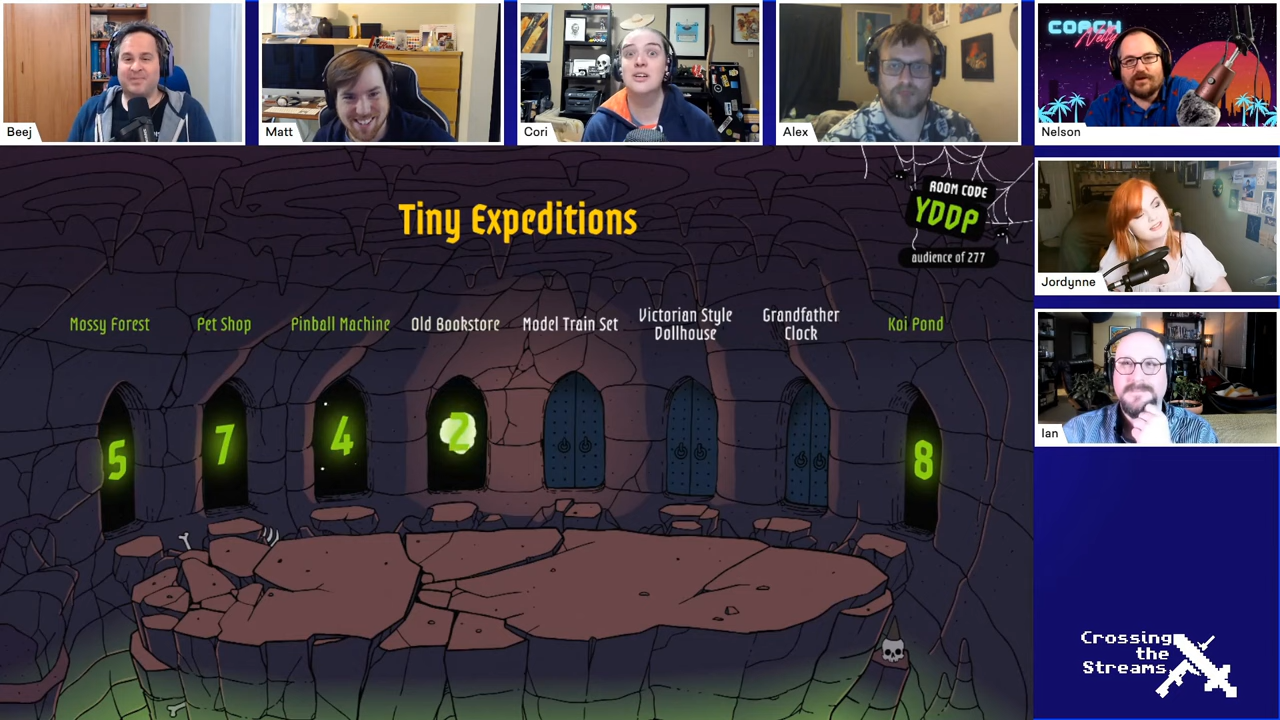 Beej
Matt
Cori
Alex
COACH
Nelly
Nelson
Tiny Expeditions
ROOM CODE
YDDP
audience of 277
Jordynne
Mossy Forest
Pet Shop
Pinball Machine
Old Bookstore
Model Train Set
Victorian Style
Dollhouse
Grandfather
Clock
Koi Pond
5
7
4
2
8
Ian
Crossing
the
Streams